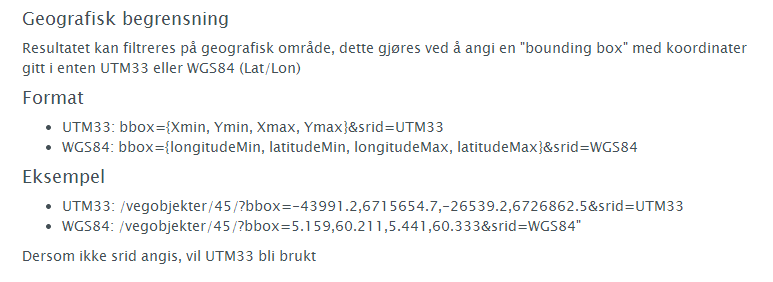 Geografisk begrensning
Resultatet kan filtreres på geografisk område, dette gjøres ved å angi en "bounding box" med koordinater
gitt i enten UTM33 eller WGS84 (Lat/Lon)
Format
• UTM33: bbox={Xmin, Ymin, Xmax, Ymax}&srid=UTM33
• WGS84: bbox={longitudeMin, latitudeMin, longitudeMax, latitudeMax}&srid=WGS84
Eksempel
• UTM33: /vegobjekter/45/?bbox=-43991.2,6715654.7,-26539.2,6726862.5&srid=UTM33
• WGS84: /vegobjekter/45/?bbox=5.159,60.211,5.441,60.333&srid=WGS84"
Dersom ikke srid angis, vil UTM33 bli brukt